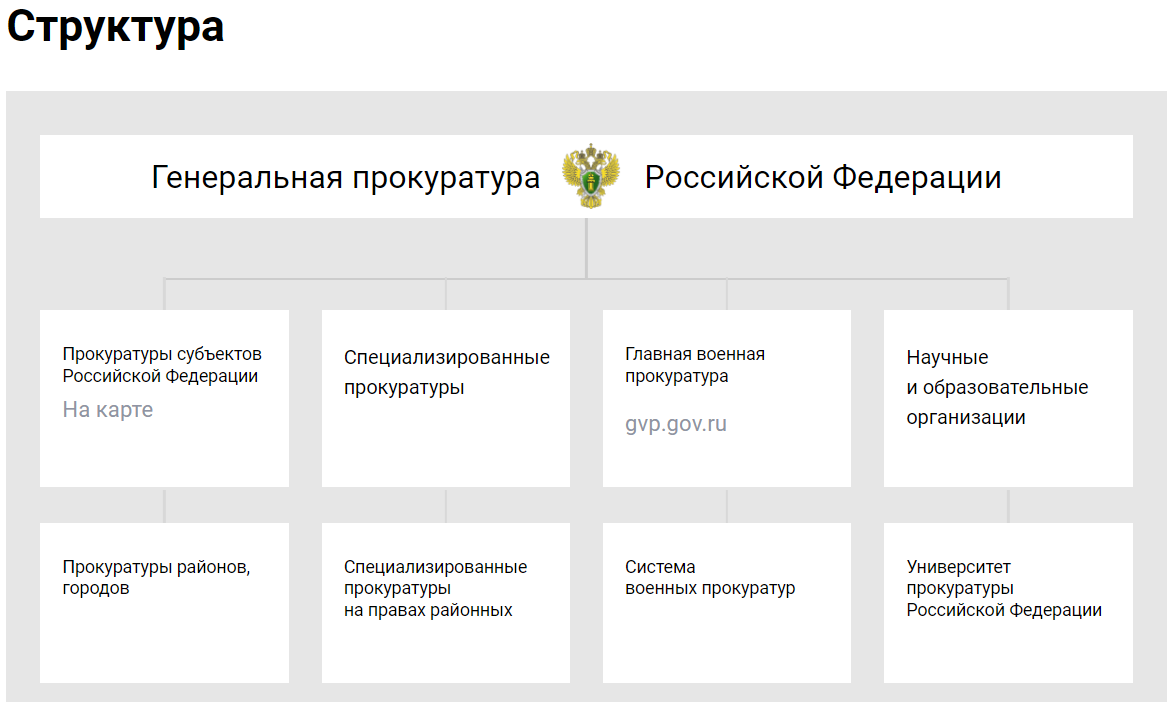 Структура
Генеральная прокуратура Российской Федерации
Прокуратуры субъектов
Российской Федерации
На карте
Специализированные
прокуратуры
Главная военная
прокуратура
gvp.gov.ru
Научные
и образовательные
организации
Прокуратуры районов,
городов
Специализированные
прокуратуры
на правах районных
Система
военных прокуратур
Университет
прокуратуры
Российской Федерации